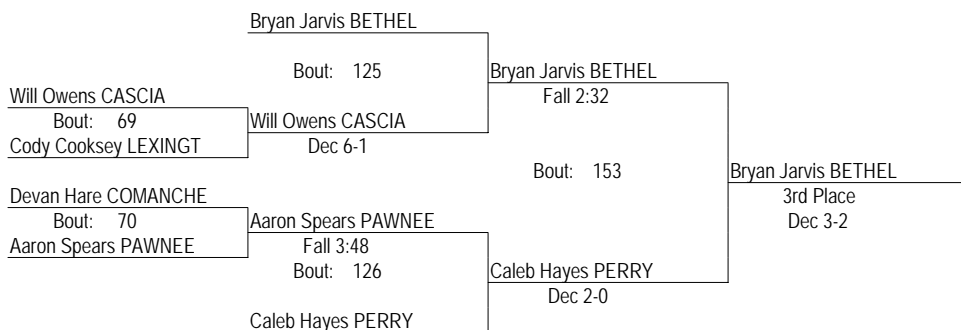 Bryan Jarvis BETHEL
Bout: 125
Bryan Jarvis BETHEL
Fall 2:32
Will Owens CASCIA
Bout: 69
Will Owens CASCIA
Cody Cooksey LEXINGT
Dec 6-1
Bout: 153
Bryan Jarvis BETHEL
3rd Place
Dec 3-2
Devan Hare COMANCHE
Bout: 70
Aaron Spears PAWNEE
Aaron Spears PAWNEE
Fall 3:48
Bout: 126
Caleb Hayes PERRY
Dec 2-0
Caleb Hayes PERRY